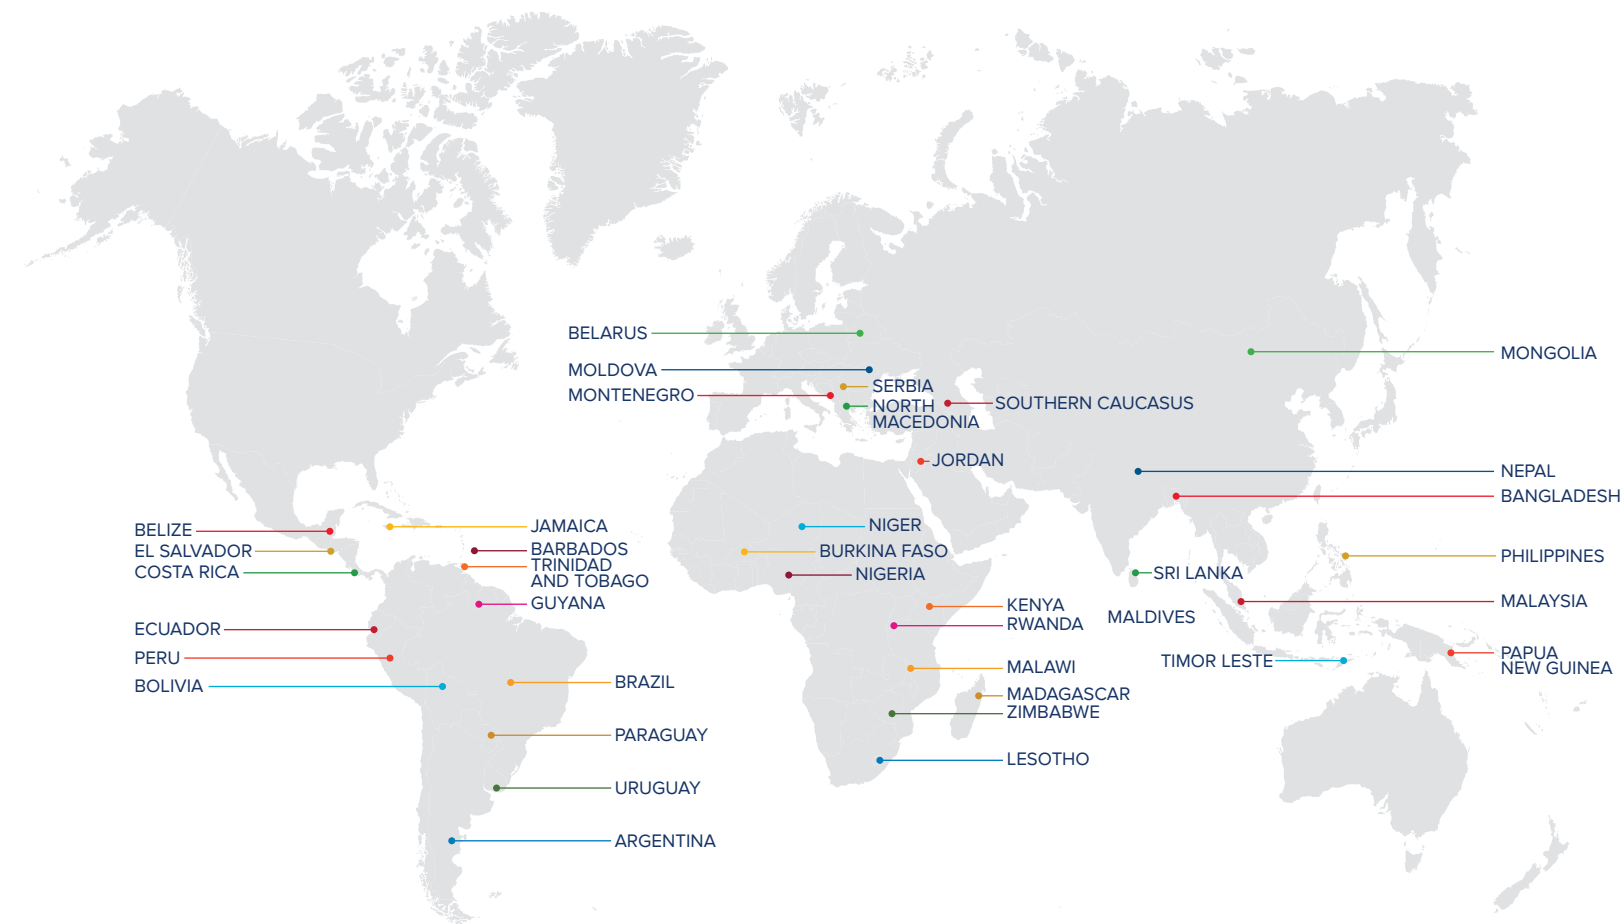 BELARUS
MOLDOVA
MONTENEGRO
SERBIA
NORTH
MACEDONIA
SOUTHERN CAUCASUS
JORDAN
MONGOLIA
NEPAL
BANGLADESH
PHILIPPINES
MALAYSIA
PAPUA
NEW GUINEA
BELIZE
EL SALVADOR
COSTA RICA
JAMAICA
BARBADOS
TRINIDAD
AND TOBAGO
GUYANA
ECUADOR
PERU
BOLIVIA
BRAZIL
PARAGUAY
URUGUAY
ARGENTINA
NIGER
BURKINA FASO
NIGERIA
KENYA
RWANDA
MALAWI
MADAGASCAR
ZIMBABWE
LESOTHO
SRI LANKA
MALDIVES
TIMOR LESTE